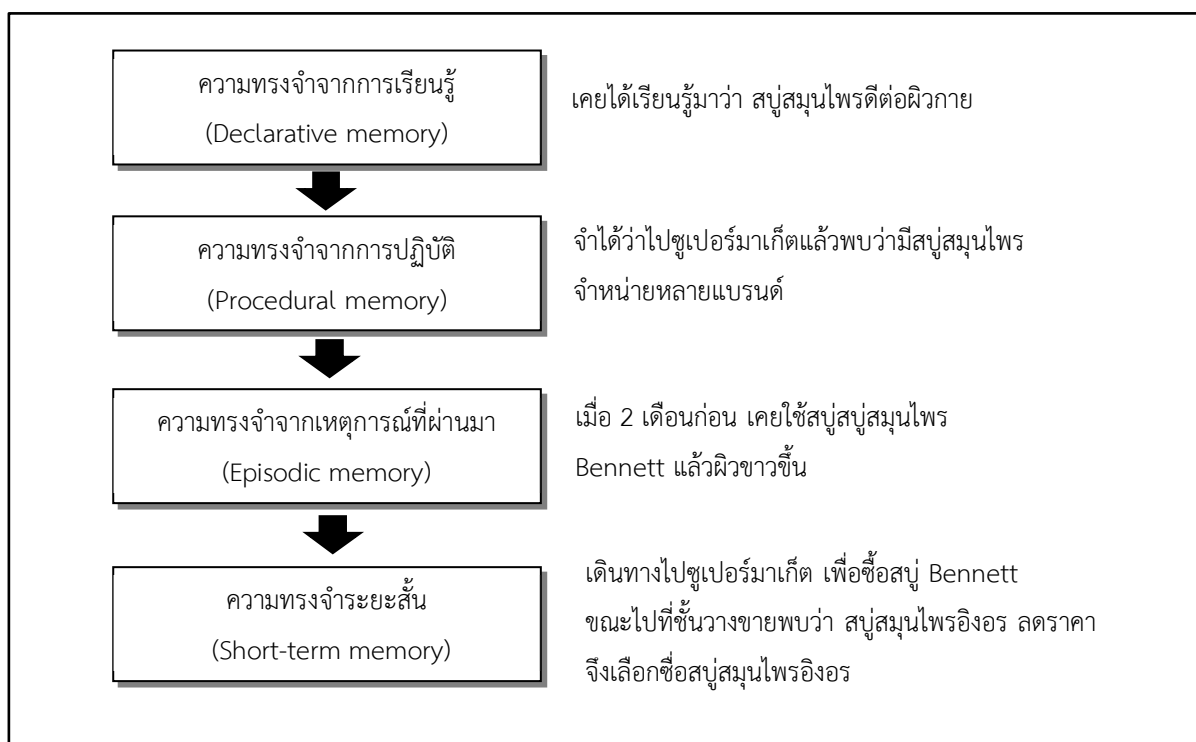 ความทรงจำจากการเรียนรู้
(Declarative memory)
เคยได้เรียนรู้มาว่า สบู่สมุนไพรดีต่อผิวกาย
ความทรงจำจากการปฏิบัติ
(Procedural memory)
จำได้ว่าไปซูเปอร์มาเก็ตแล้วพบว่ามีสบู่สมุนไพร
จำหน่ายหลายแบรนด์
ความทรงจำจากเหตุการณ์ที่ผ่านมา
(Episodic memory)
เมื่อ 2 เดือนก่อน เคยใช้สบู่สบู่สมุนไพร
Bennett แล้วผิวขาวขึ้น
ความทรงจำระยะสั้น
(Short-term memory)
เดินทางไปซูเปอร์มาเก็ต เพื่อซื้อสบู่ Bennett
ขณะไปที่ชั้นวางขายพบว่า สบู่สมุนไพรอิงอร ลดราคา
จึงเลือกซื่อสบู่สมุนไพรอิงอร